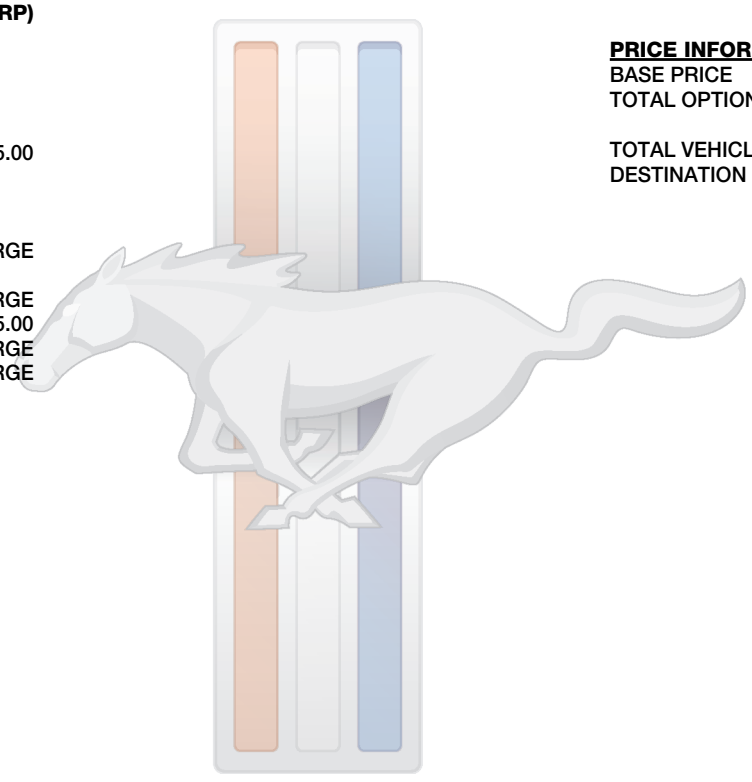 RP)
5.00
RGE
RGE
5.00
RGE
RGE
PRICE INFOR
BASE PRICE
TOTAL OPTION
TOTAL VEHICL
DESTINATION